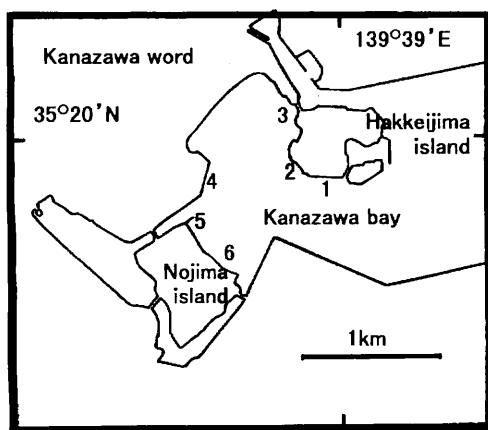 139°39'E
Kanazawa word
35°20'N
3
Hakkeijima
island
2
1
4
Kanazawa bay
5
6
Nojima
island
1km